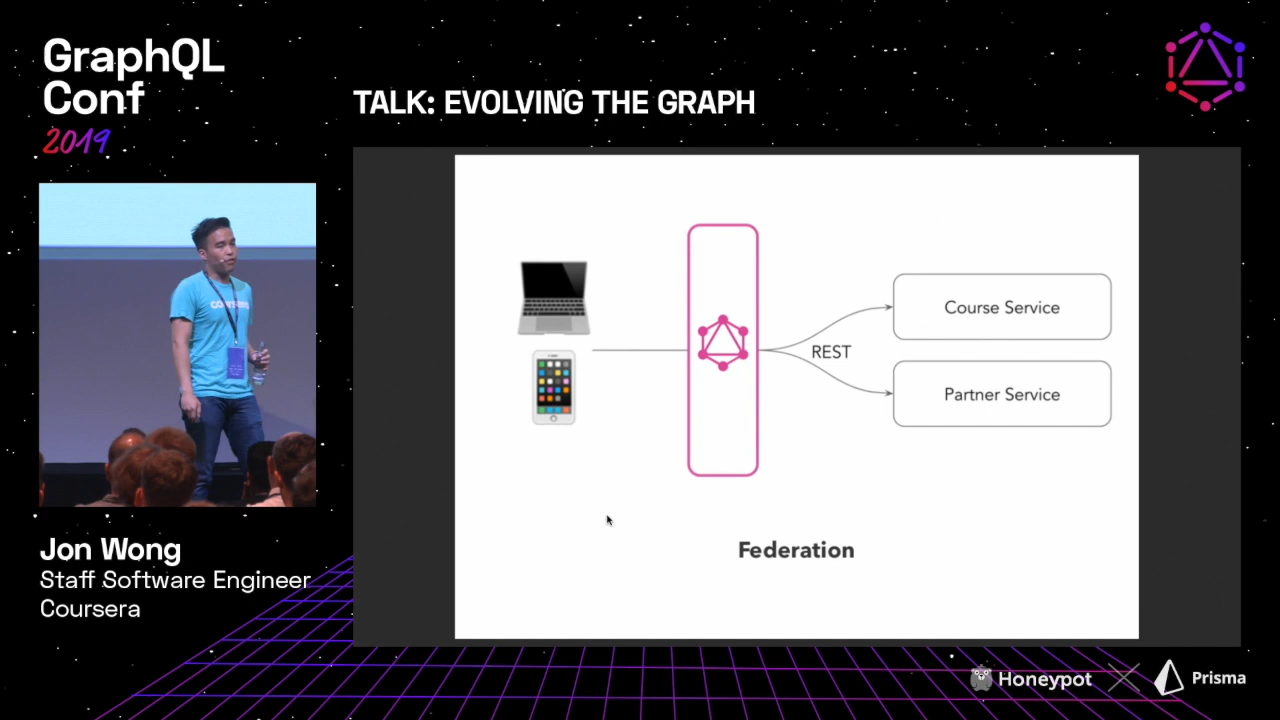 GraphQL
Conf
2019
TALK: EVOLVING THE GRAPH
coursera
REST
Course Service
Partner Service
Federation
Jon Wong
Staff Software Engineer
Coursera
Honeypot
Prisma